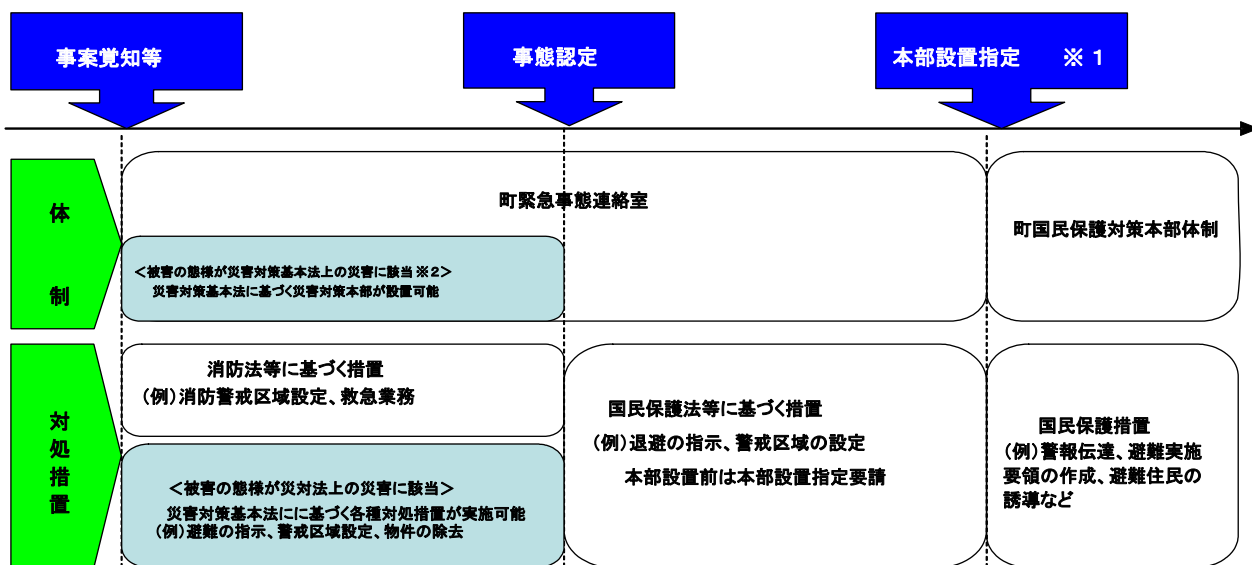 事案覚知等
事態認定
本部設置指定 ※1
体制
町緊急事態連絡室
<被害の態様が災害対策基本法上の災害に該当※2>
災害対策基本法に基づく災害対策本部が設置可能
町国民保護対策本部体制
対処措置
消防法等に基づく措置
(例)消防警戒区域設定、救急業務
<被害の態様が災対法上の災害に該当>
災害対策基本法にに基づく各種対処措置が実施可能
(例)避難の指示、警戒区域設定、物件の除去
国民保護法等に基づく措置
(例)退避の指示、警戒区域の設定
本部設置前は本部設置指定要請
国民保護措置
(例)警報伝達、避難実施
要領の作成、避難住民の
誘導など